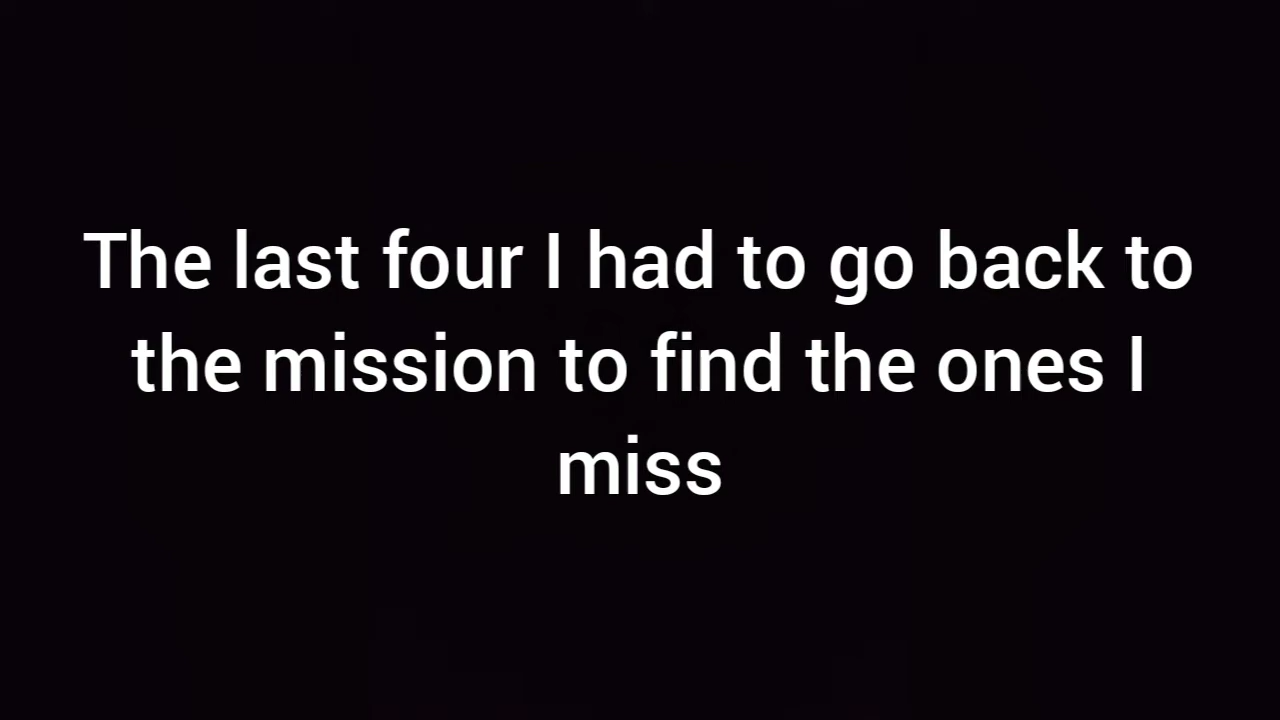 The last four I had to go back to
the mission to find the ones I
miss